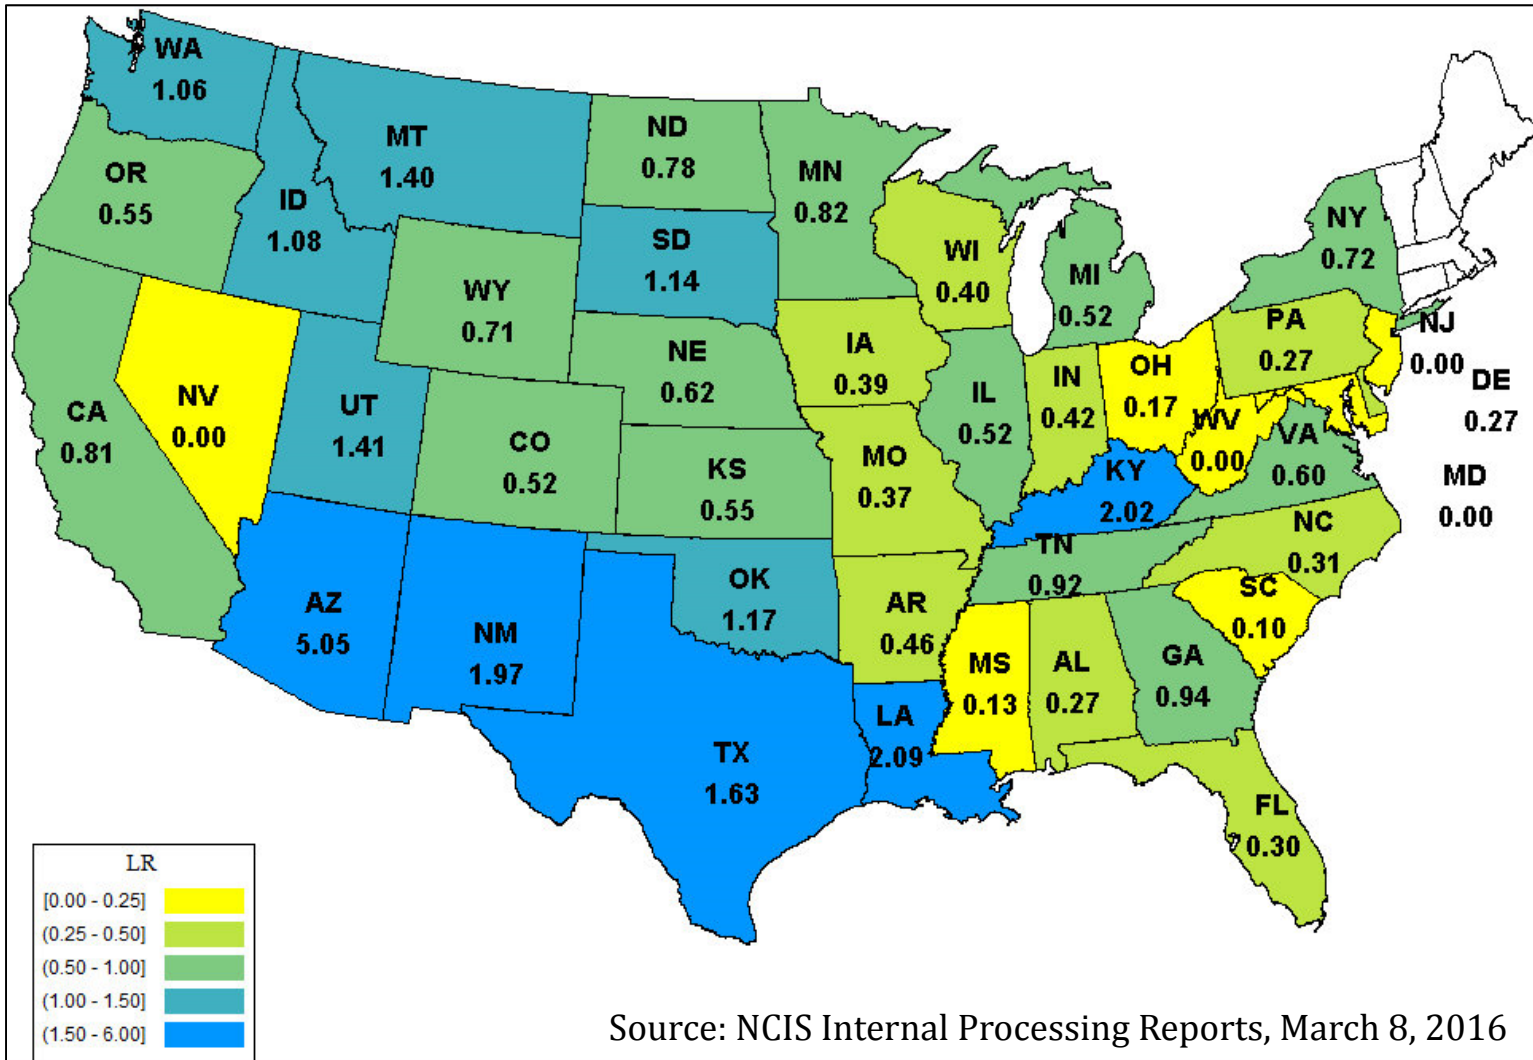 WA
1.06
MT
1.40
ND
0.78
MN
0.82
OR
0.55
ID
1.08
SD
1.14
WI
0.40
MI
0.52
NY
0.72
WY
0.71
NE
0.62
IA
0.39
IL
0.52
IN
0.42
OH
0.17
PA
0.27
NJ
0.00
DE
0.27
CA
0.81
NV
0.00
UT
1.41
CO
0.52
KS
0.55
MO
0.37
KY
2.02
WV
0.00
VA
0.60
MD
0.00
AZ
5.05
NM
1.97
OK
1.17
AR
0.46
TN
0.92
NC
0.31
SC
0.10
TX
1.63
LA
2.09
MS
0.13
AL
0.27
GA
0.94
FL
0.30
LR
[0.00 - 0.25]
(0.25 - 0.50]
(0.50 - 1.00]
(1.00 - 1.50]
(1.50 - 6.00]
Source: NCIS Internal Processing Reports, March 8, 2016